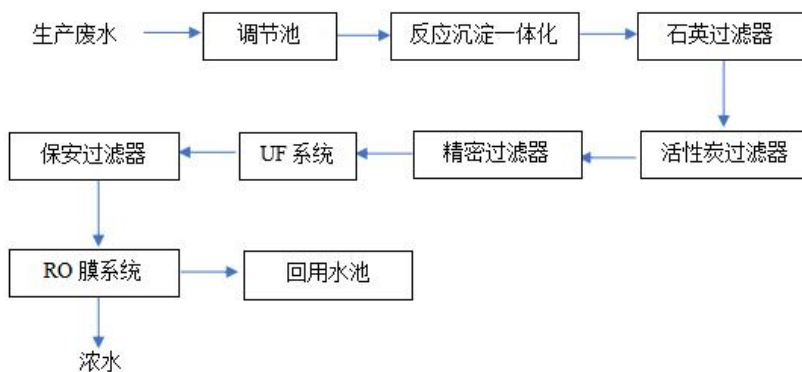 生产废水
调节池
反应沉淀一体化
石英过滤器
活性炭过滤器
精密过滤器
UF 系统
保安过滤器
RO 膜系统
回用水池
浓水